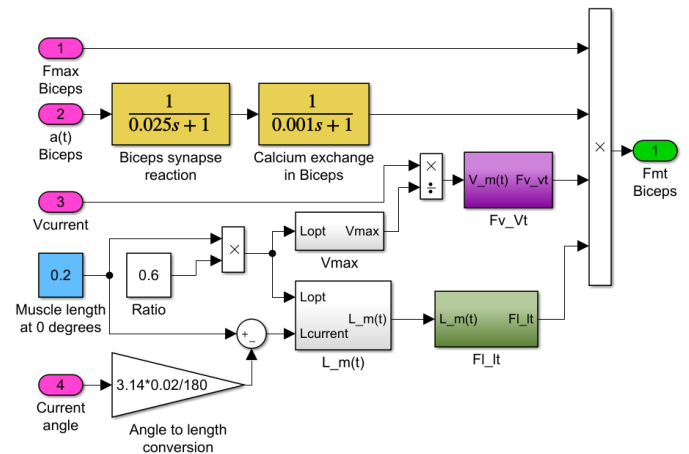 1
Fmax
Biceps
2
a(t)
Biceps
1
0.025s + 1
Biceps synapse
reaction
1
0.001s + 1
Calcium exchange
in Biceps
×
1
Fmt
Biceps
3
Vcurrent
×
÷
V_m(t) Fv_vt
Fv_Vt
Lopt Vmax
Vmax
0.2
Muscle length
at 0 degrees
0.6
Ratio
×
Lopt
Lcurrent
L_m(t)
L_m(t)
L_m(t) Fl_lt
Fl_lt
+
−
4
Current
angle
3.14*0.02/180
Angle to length
conversion